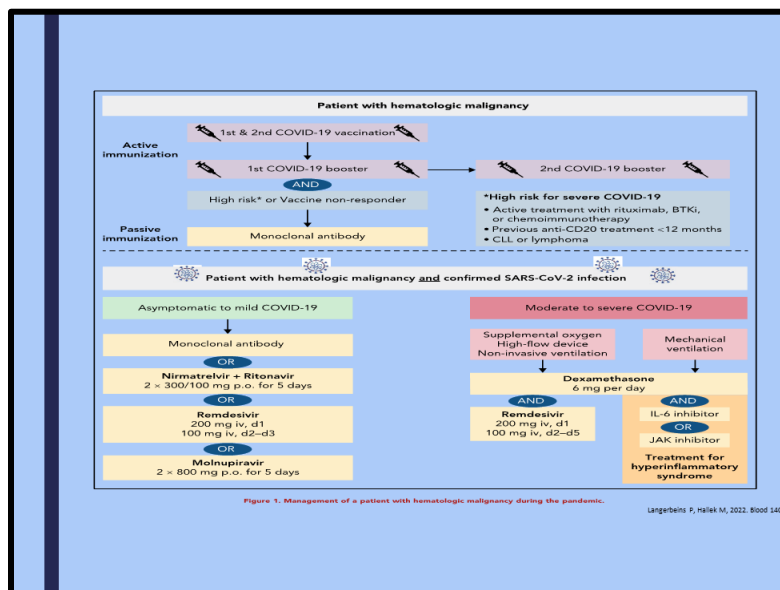 Patient with hematologic malignancy
Active
immunization
1st & 2nd COVID-19 vaccination
1st COVID-19 booster
2nd COVID-19 booster
AND
High risk* or Vaccine non-responder
*High risk for severe COVID-19
• Active treatment with rituximab, BTKi,
or chemoimmunotherapy
• Previous anti-CD20 treatment <12 months
• CLL or lymphoma
Passive
immunization
Monoclonal antibody
Patient with hematologic malignancy and confirmed SARS-CoV-2 infection
Asymptomatic to mild COVID-19
Monoclonal antibody
OR
Nirmatrelvir + Ritonavir
2 × 300/100 mg p.o. for 5 days
OR
Remdesivir
200 mg iv, d1
100 mg iv, d2–d3
OR
Molnupiravir
2 × 800 mg p.o. for 5 days
Moderate to severe COVID-19
Supplemental oxygen
High-flow device
Non-invasive ventilation
Mechanical
ventilation
Dexamethasone
6 mg per day
AND
Remdesivir
200 mg iv, d1
100 mg iv, d2–d5
AND
IL-6 inhibitor
OR
JAK inhibitor
Treatment for
hyperinflammatory
syndrome
Figure 1. Management of a patient with hematologic malignancy during the pandemic.
Langerbeins P, Hallek M, 2022. Blood 140